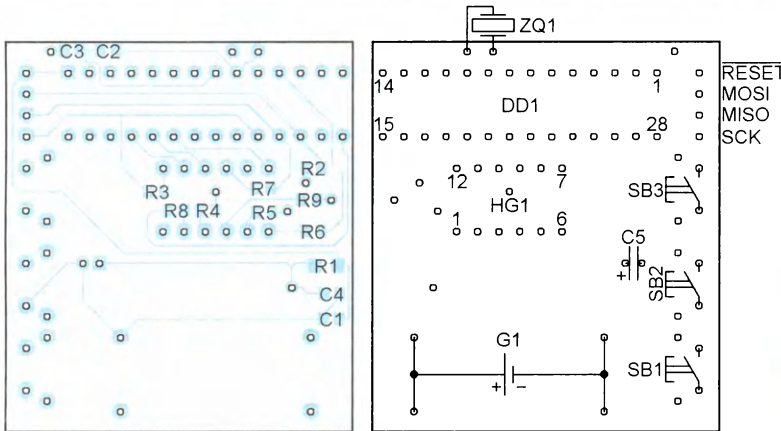 ZQ1
C3 C2
14
1
RESET
DD1
MOSI
MISO
15
28
SCK
R2
R3
R7
12
7
SB3
R9
R8
R4
R5
1
HG1
6
R6
C5
R1
+
SB2
C4
C1
G1
+
−
SB1